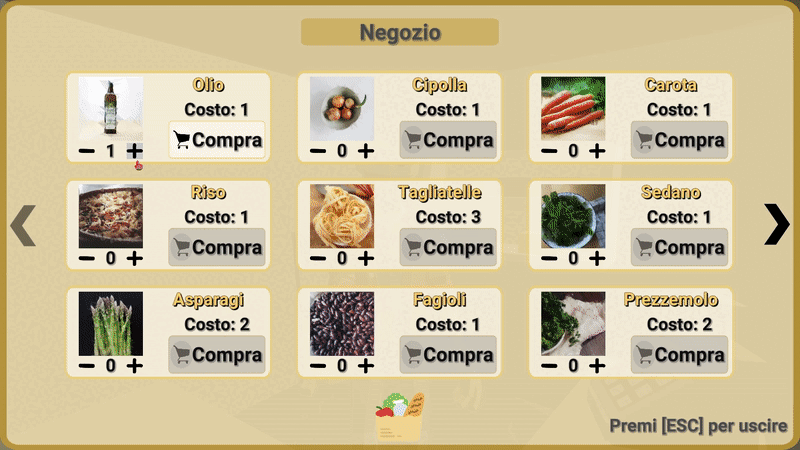 Negozio
Olio
Costo: 1
1
Compra
Cipolla
Costo: 1
0
Compra
Carota
Costo: 1
0
Compra
Riso
Costo: 1
0
Compra
Tagliatelle
Costo: 3
0
Compra
Sedano
Costo: 1
0
Compra
Asparagi
Costo: 2
0
Compra
Fagioli
Costo: 1
0
Compra
Prezzemolo
Costo: 2
0
Compra
Premi [ESC] per uscire